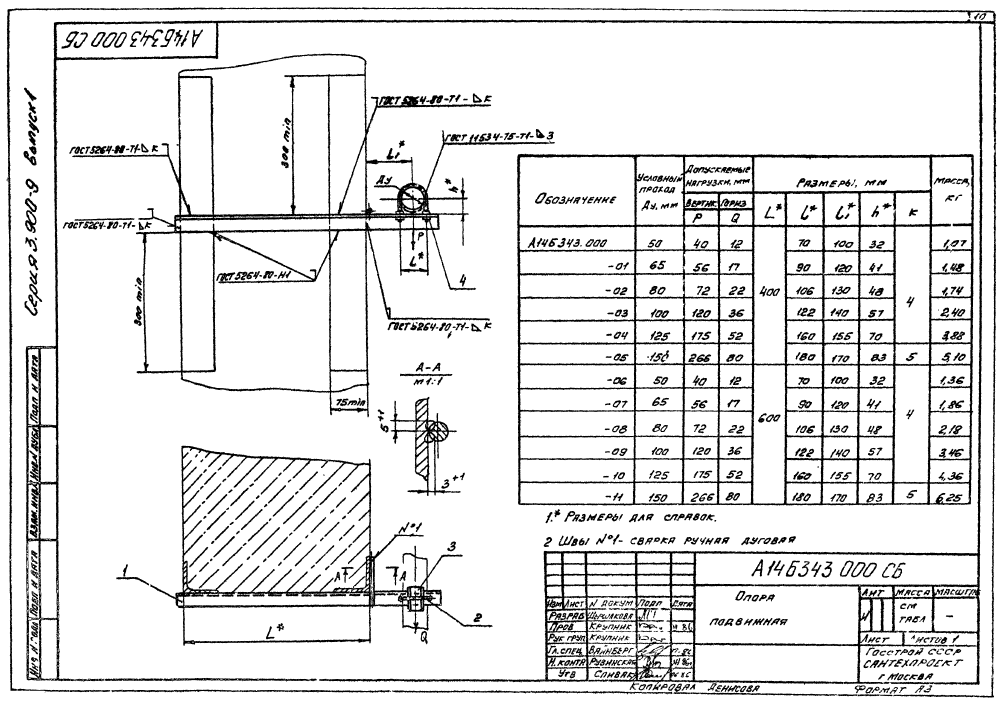 10
А14Б343 000 СБ
Серия 3.900-9 Выпуск 1
ГОСТ 5264-80-Т1-К
ГОСТ 11534-75-Т1-3
ГОСТ 5264-80-Т1-К
300 min
L₁*
Ду
h*
ГОСТ 5264-80-Т1-К
P
ГОСТ 5264-80-Н1
l*
4
300 min
ГОСТ 5264-80-Т1-К
75 min
А-А
М 1:1
5⁺¹
3⁺¹
№1
3
1
А
А
2
L*
Q
Обозначение | Условный проход Ду, мм | Допускаемые нагрузки, мм | Размеры, мм | Масса, кг
Вертик. P | Гориз. Q | L* | l* | l₁* | h* | К
А14Б343.000 | 50 | 40 | 12 | 400 | 70 | 100 | 32 | 4 | 1,07
-01 | 65 | 56 | 17 | 90 | 120 | 41 | 1,48
-02 | 80 | 72 | 22 | 106 | 130 | 48 | 1,74
-03 | 100 | 120 | 36 | 122 | 140 | 57 | 2,40
-04 | 125 | 175 | 52 | 160 | 155 | 70 | 3,88
-05 | 150 | 266 | 80 | 180 | 170 | 83 | 5 | 5,10
-06 | 50 | 40 | 12 | 600 | 70 | 100 | 32 | 4 | 1,36
-07 | 65 | 56 | 17 | 90 | 120 | 41 | 1,86
-08 | 80 | 72 | 22 | 106 | 130 | 48 | 2,18
-09 | 100 | 120 | 36 | 122 | 140 | 57 | 3,46
-10 | 125 | 175 | 52 | 160 | 155 | 70 | 4,36
-11 | 150 | 266 | 80 | 180 | 170 | 83 | 5 | 6,25
1.* Размеры для справок.
2 Швы №1- сварка ручная дуговая
А14Б343 000 СБ
Изм Лист № докум Подп Дата
Разраб Шершакова
Пров. Крупник
Рук груп. Крупник
Гл. спец. Вайнберг
Н. контр Рубинская
Утв Спивак
Опора
подвижная
Лит Масса Масштаб
И см табл -
Лист Листов 1
Госстрой СССР
Сантехпроект
г Москва
Копировал Денисова
Формат А3
Инв № подл Подп и дата Взам. инв. № Инв № дубл Подп и дата